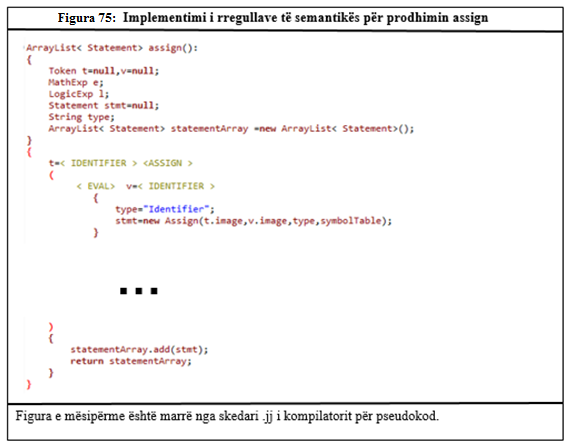 Figura 75: Implementimi i rregullave të semantikës për prodhimin assign
ArrayList< Statement> assign():
{
Token t=null,v=null;
MathExp e;
LogicExp l;
Statement stmt=null;
String type;
ArrayList< Statement> statementArray =new ArrayList< Statement>();
}
{
t=< IDENTIFIER > <ASSIGN >
(
< EVAL> v=< IDENTIFIER >
{
type="Identifier";
stmt=new Assign(t.image,v.image,type,symbolTable);
}
...
)
{
statementArray.add(stmt);
return statementArray;
}
}
Figura e mësipërme është marrë nga skedari .jj i kompilatorit për pseudokod.